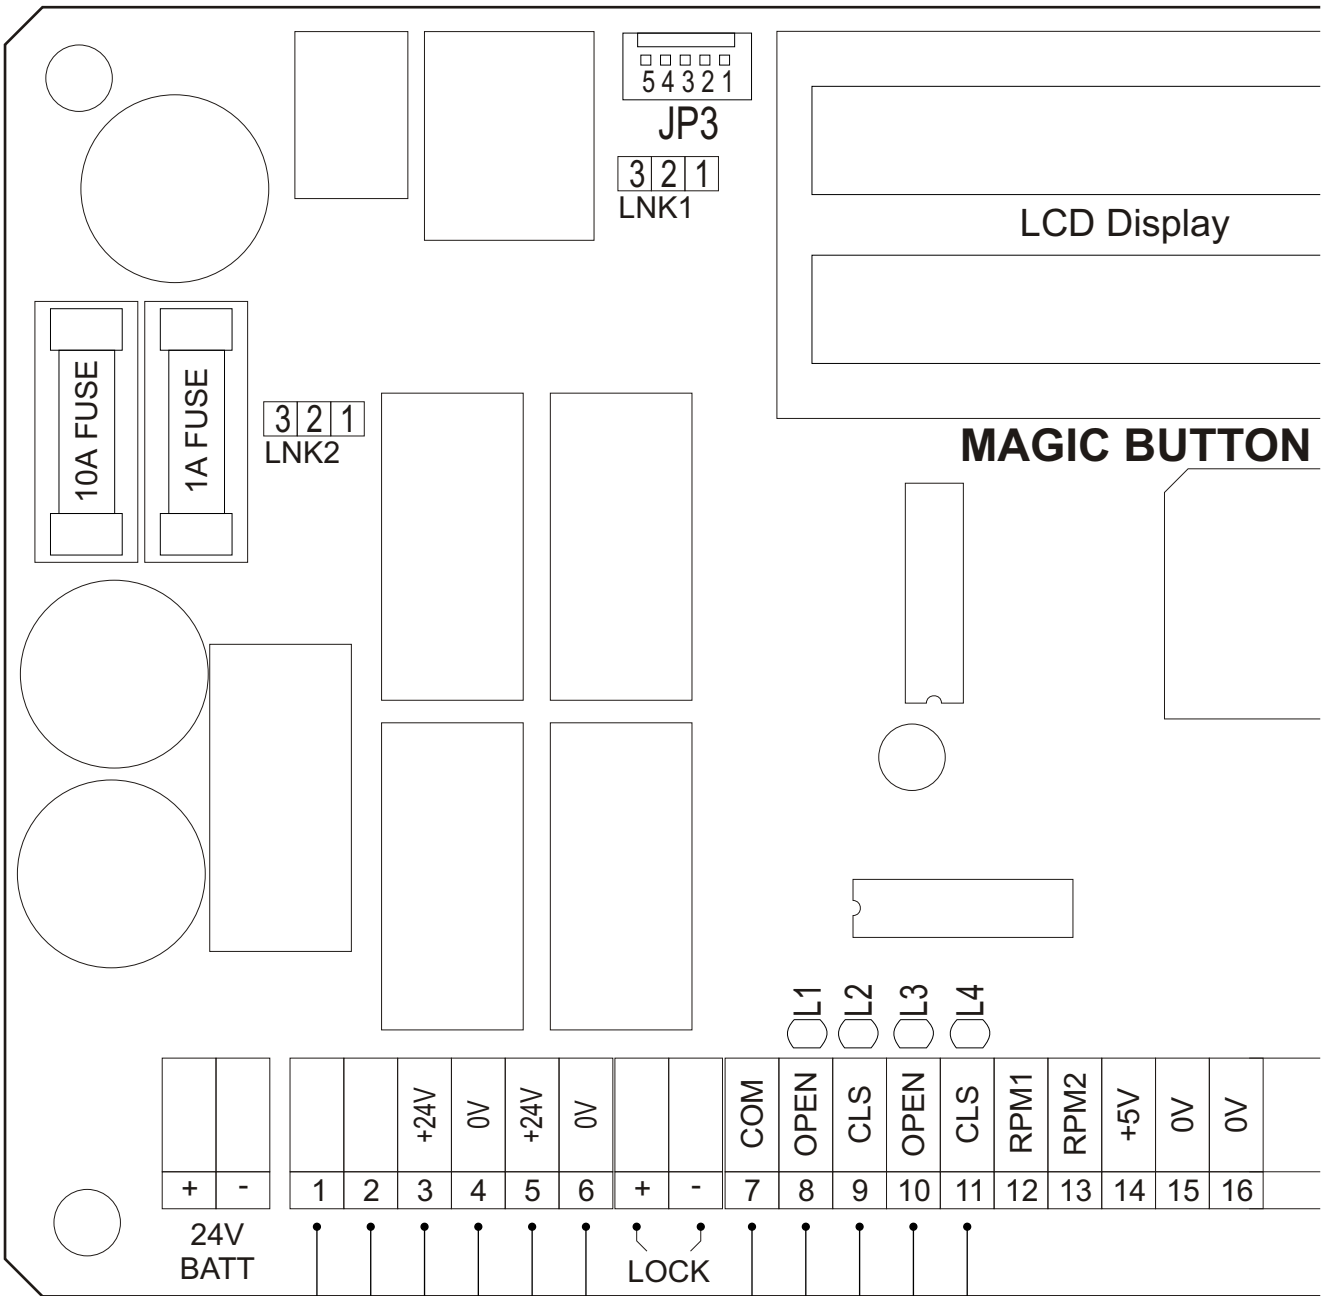 5 4 3 2 1
JP3
3 2 1
LNK1
LCD Display
10A FUSE
1A FUSE
3 2 1
LNK2
MAGIC BUTTON
L1 L2 L3 L4
+24V 0V +24V 0V COM OPEN CLS OPEN CLS RPM1 RPM2 +5V 0V 0V
+ - 1 2 3 4 5 6 + - 7 8 9 10 11 12 13 14 15 16
24V
BATT
LOCK